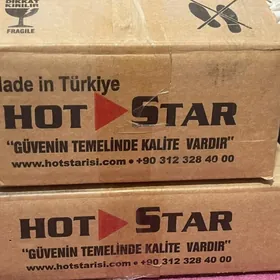 DİKKAT
KIRILIR
FRAGILE
Made in Türkiye
HOT STAR
"GÜVENİN TEMELİNDE KALİTE VARDIR"
www.hotstarisi.com • +90 312 328 40 00
HOT STAR
"GÜVENİN TEMELİNDE KALİTE VARDIR"
www.hotstarisi.com • +90 312 328 40 00